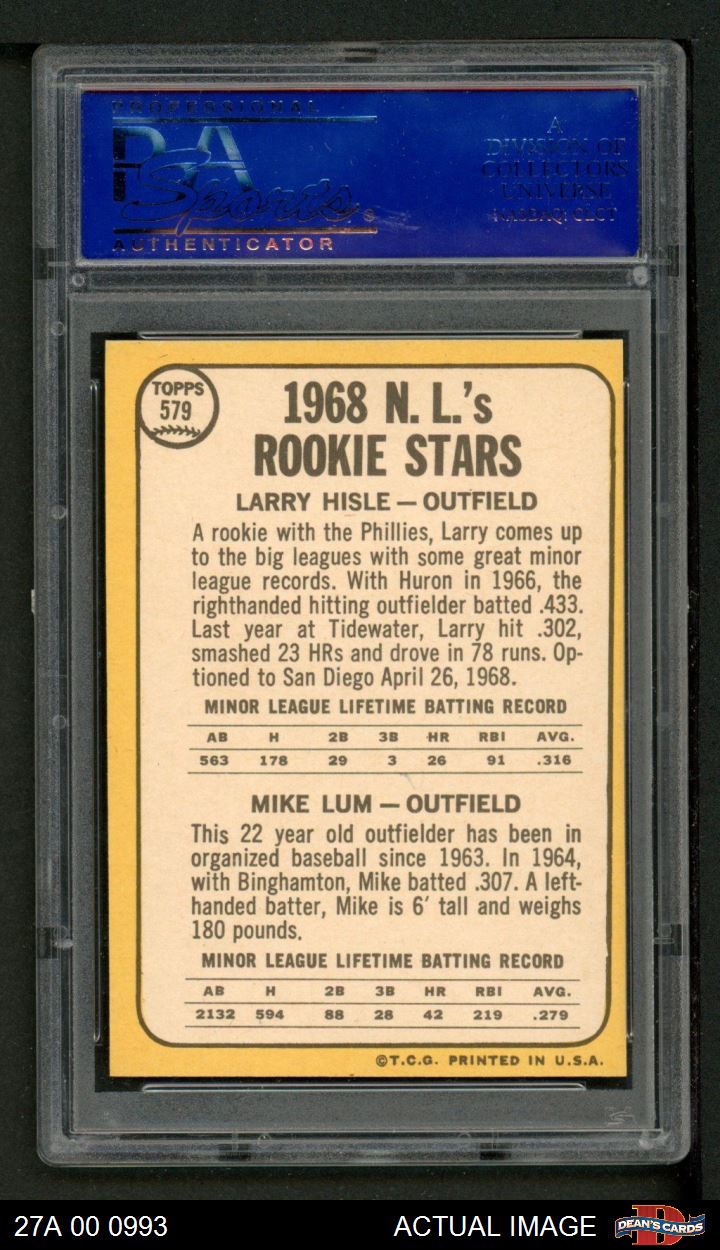 PROFESSIONAL
PSA
Sports
AUTHENTICATOR
A
DIVISION OF
COLLECTORS
UNIVERSE
NASDAQ: CLCT
TOPPS
579
1968 N. L.'s
ROOKIE STARS
LARRY HISLE — OUTFIELD
A rookie with the Phillies, Larry comes up
to the big leagues with some great minor
league records. With Huron in 1966, the
righthanded hitting outfielder batted .433.
Last year at Tidewater, Larry hit .302,
smashed 23 HRs and drove in 78 runs. Op-
tioned to San Diego April 26, 1968.
MINOR LEAGUE LIFETIME BATTING RECORD
AB H 2B 3B HR RBI AVG.
563 178 29 3 26 91 .316
MIKE LUM — OUTFIELD
This 22 year old outfielder has been in
organized baseball since 1963. In 1964,
with Binghamton, Mike batted .307. A left-
handed batter, Mike is 6' tall and weighs
180 pounds.
MINOR LEAGUE LIFETIME BATTING RECORD
AB H 2B 3B HR RBI AVG.
2132 594 88 28 42 219 .279
©T.C.G. PRINTED IN U.S.A.
27A 00 0993 ACTUAL IMAGE DEAN'S CARDS